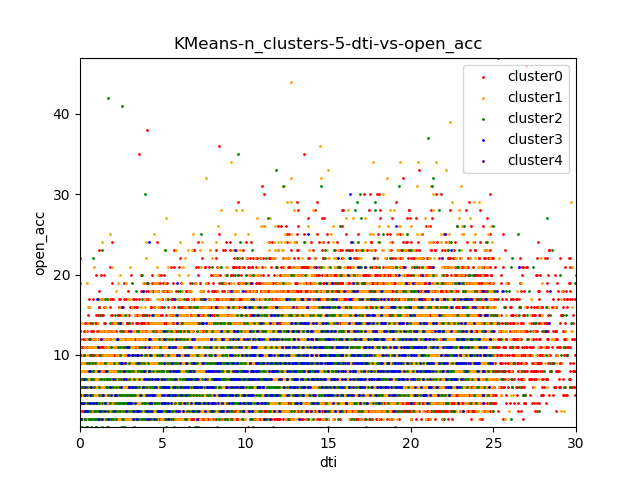 KMeans-n_clusters-5-dti-vs-open_acc
cluster0
cluster1
cluster2
cluster3
cluster4
open_acc
40
30
20
10
0 5 10 15 20 25 30
dti